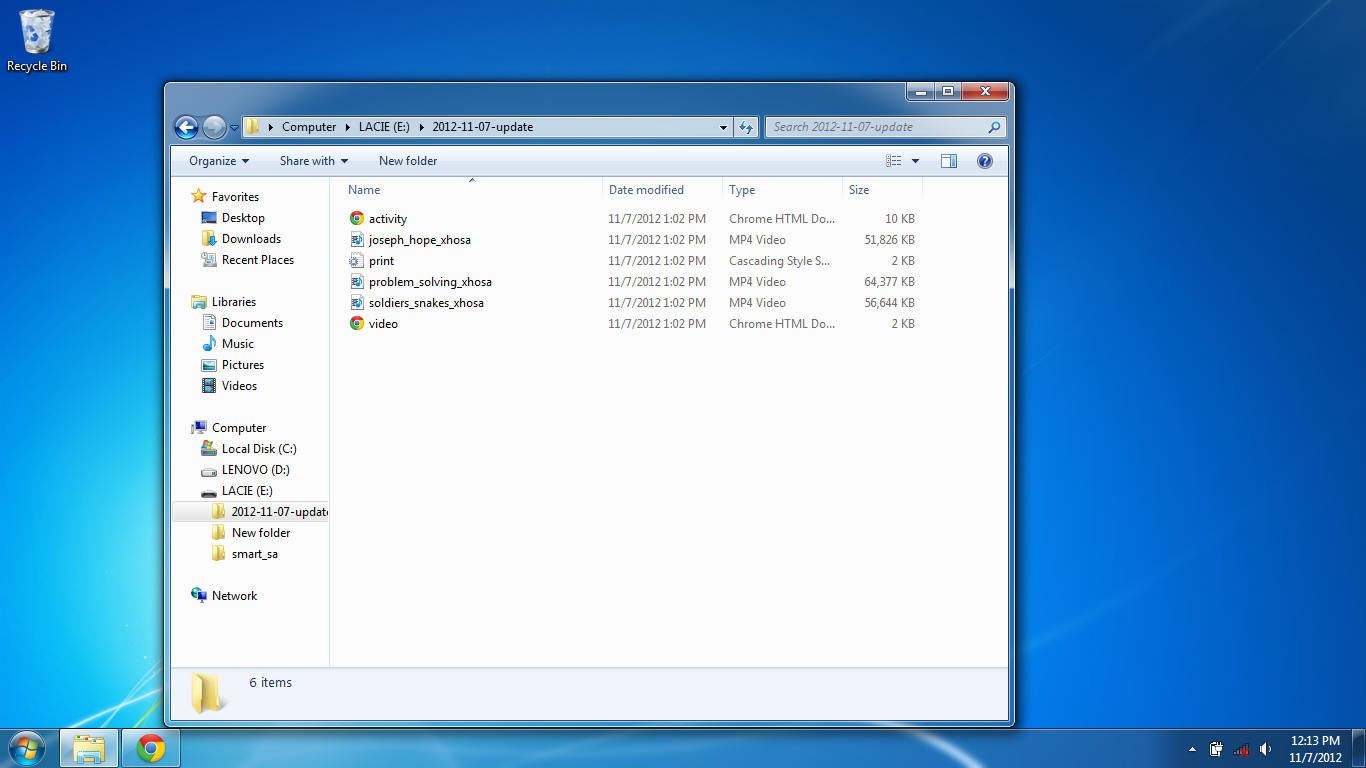 Recycle Bin
Computer LACIE (E:) 2012-11-07-update
Search 2012-11-07-update
Organize Share with New folder
Favorites
Desktop
Downloads
Recent Places
Libraries
Documents
Music
Pictures
Videos
Computer
Local Disk (C:)
LENOVO (D:)
LACIE (E:)
2012-11-07-update
New folder
smart_sa
Network
Name Date modified Type Size
activity 11/7/2012 1:02 PM Chrome HTML Do... 10 KB
joseph_hope_xhosa 11/7/2012 1:02 PM MP4 Video 51,826 KB
print 11/7/2012 1:02 PM Cascading Style S... 2 KB
problem_solving_xhosa 11/7/2012 1:02 PM MP4 Video 64,377 KB
soldiers_snakes_xhosa 11/7/2012 1:02 PM MP4 Video 56,644 KB
video 11/7/2012 1:02 PM Chrome HTML Do... 2 KB
6 items
12:13 PM
11/7/2012